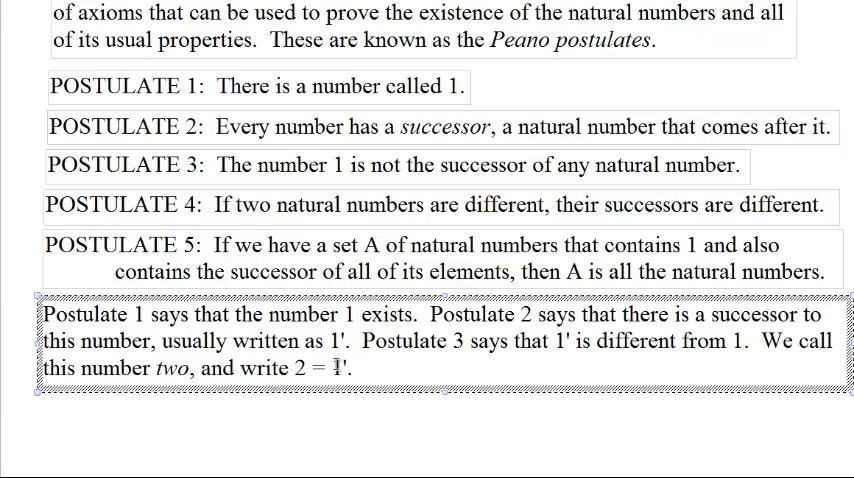 of axioms that can be used to prove the existence of the natural numbers and all
of its usual properties.  These are known as the Peano postulates.
POSTULATE 1:  There is a number called 1.
POSTULATE 2:  Every number has a successor, a natural number that comes after it.
POSTULATE 3:  The number 1 is not the successor of any natural number.
POSTULATE 4:  If two natural numbers are different, their successors are different.
POSTULATE 5:  If we have a set A of natural numbers that contains 1 and also
contains the successor of all of its elements, then A is all the natural numbers.
Postulate 1 says that the number 1 exists.  Postulate 2 says that there is a successor to
this number, usually written as 1'.  Postulate 3 says that 1' is different from 1.  We call
this number two, and write 2 = 1'.